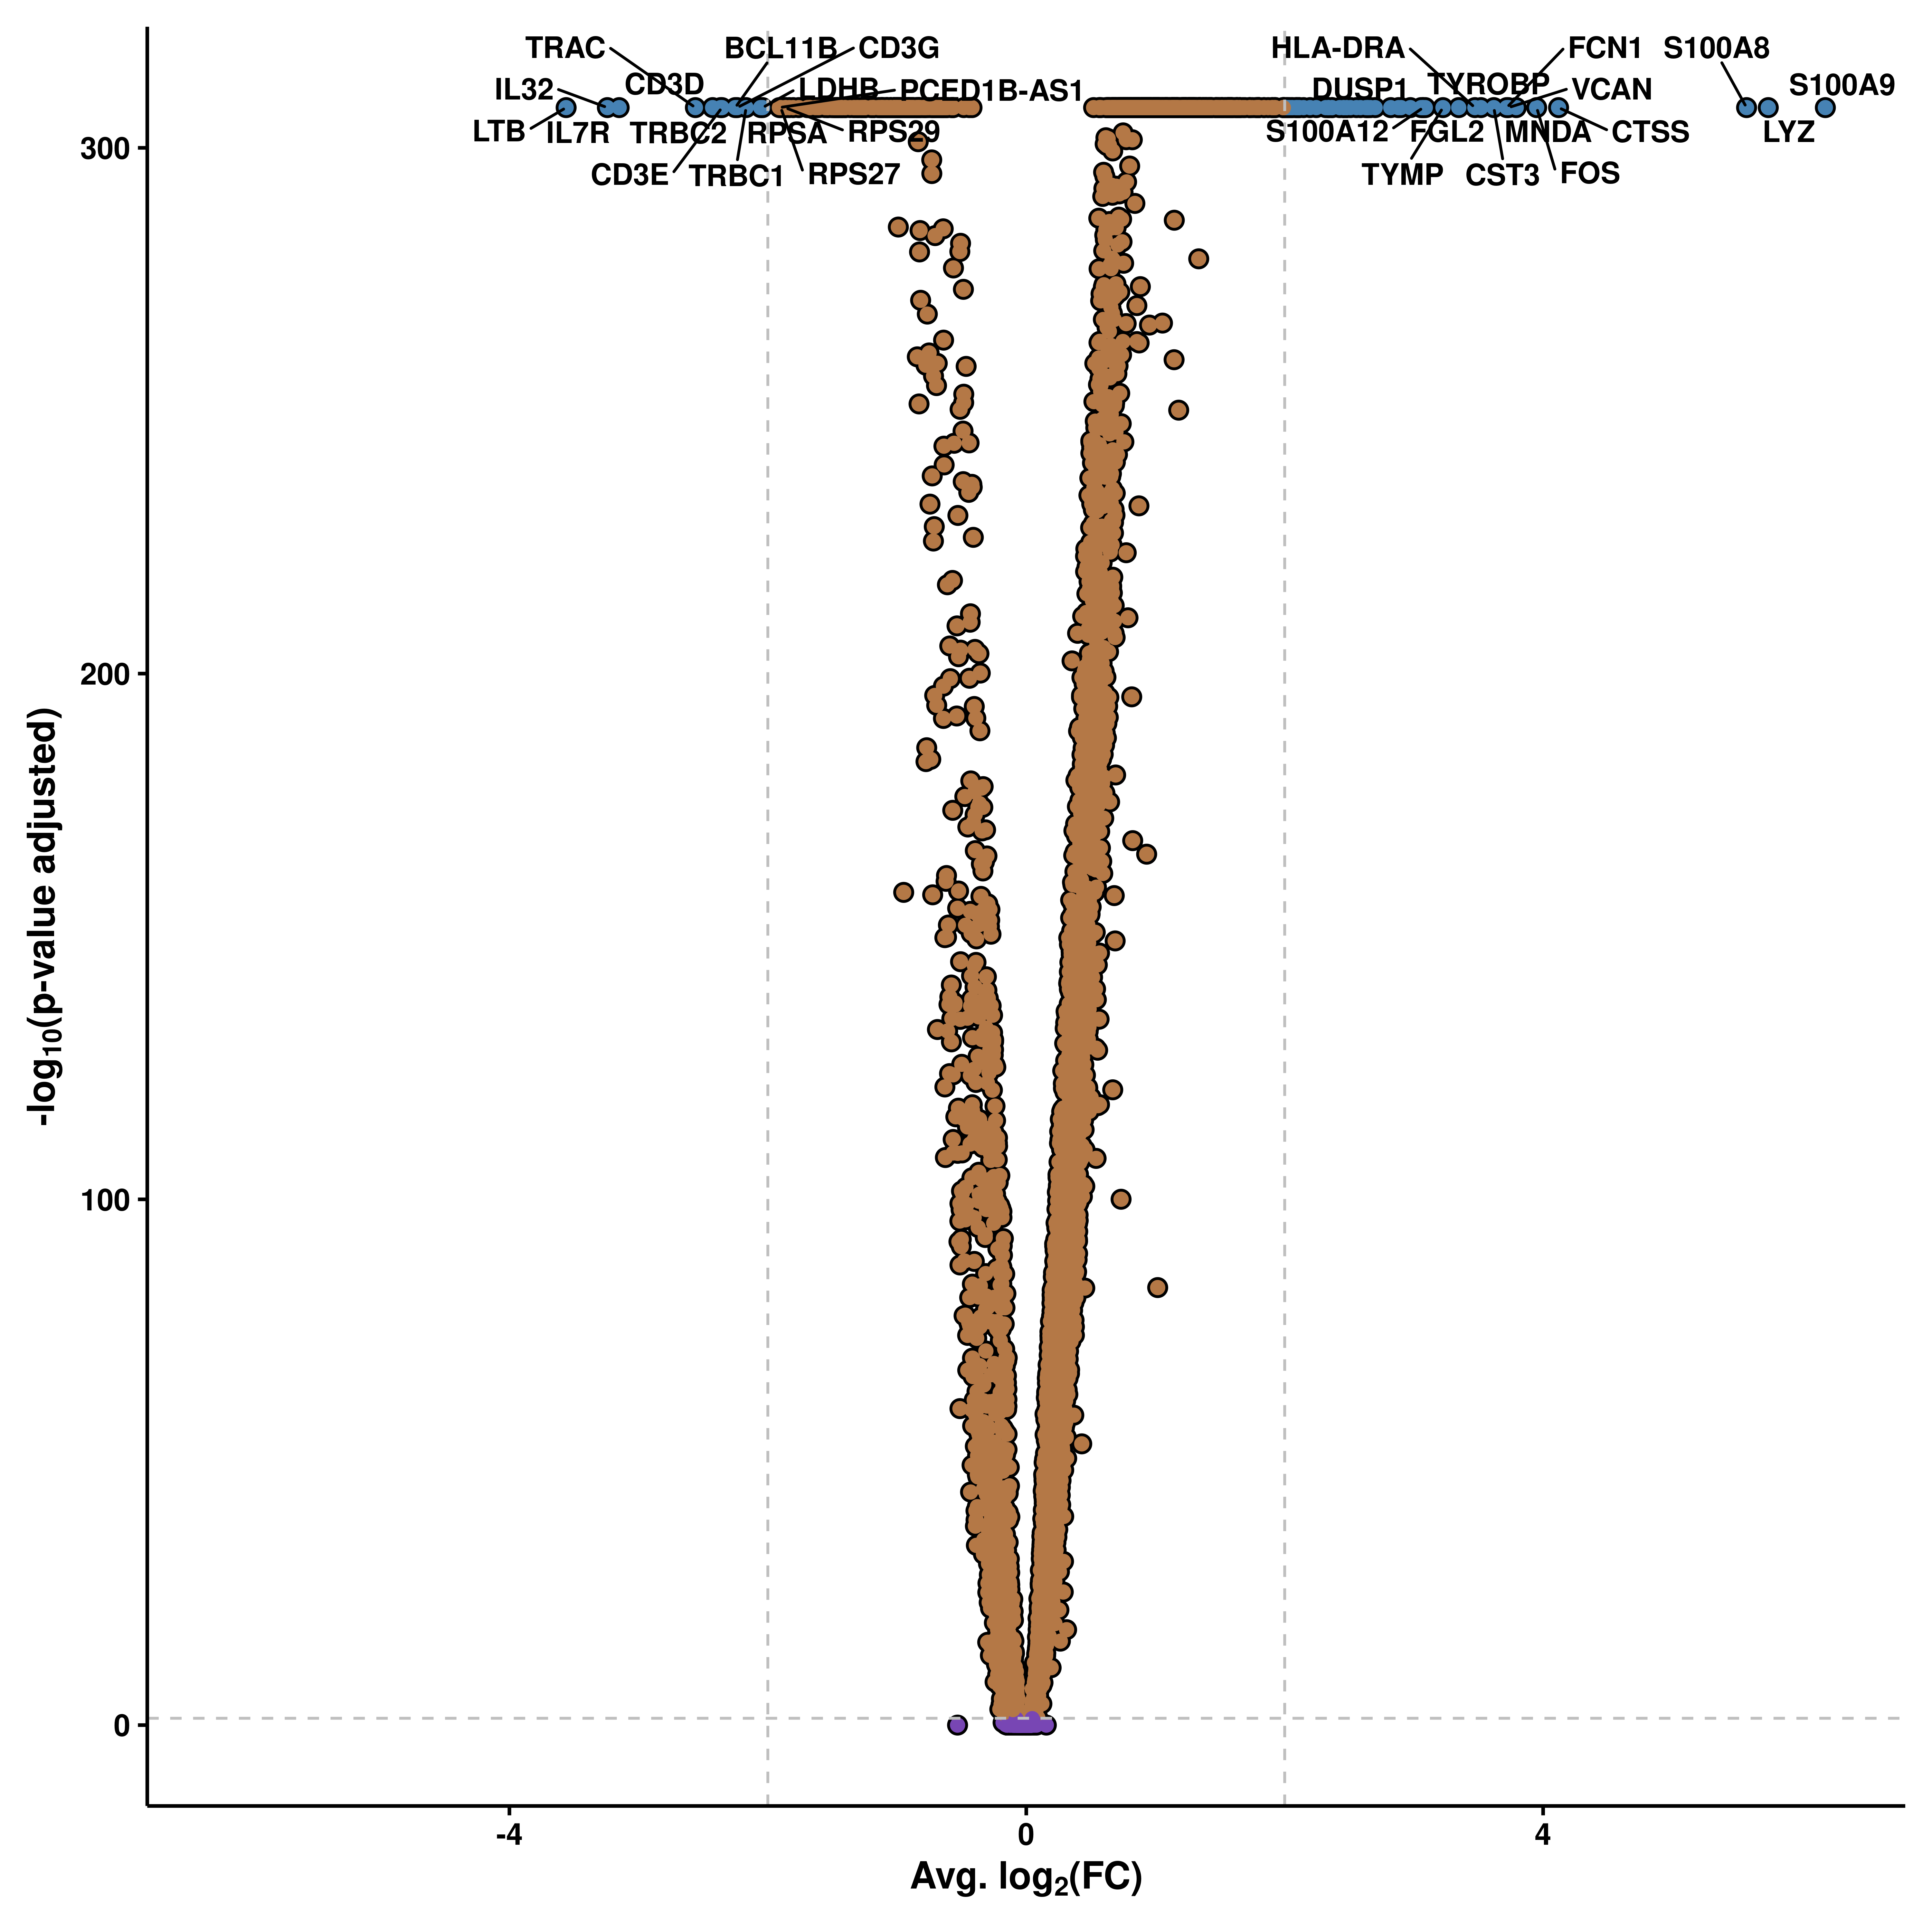 TRAC BCL11B CD3G HLA-DRA FCN1 S100A8
IL32 CD3D LDHB PCED1B-AS1 DUSP1 TYROBP VCAN S100A9
LTB IL7R TRBC2 RPSA RPS29 S100A12 FGL2 MNDA CTSS LYZ
CD3E TRBC1 RPS27 TYMP CST3 FOS
300
200
100
0
-log10(p-value adjusted)
-4 0 4
Avg. log2(FC)